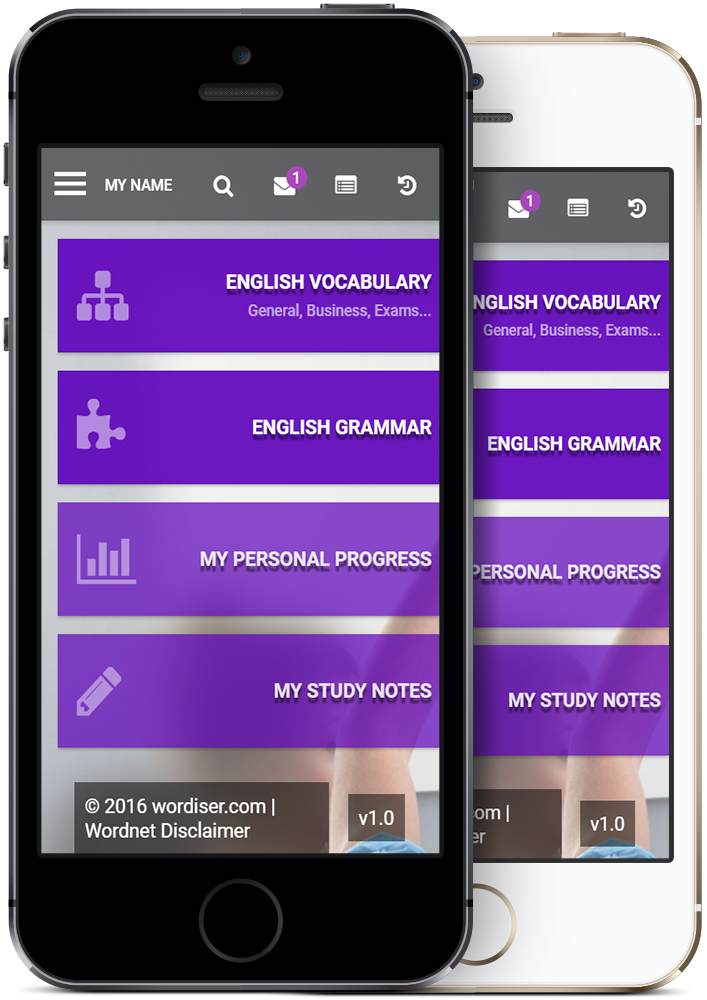 MY NAME
1
ENGLISH VOCABULARY
General, Business, Exams...
ENGLISH GRAMMAR
MY PERSONAL PROGRESS
MY STUDY NOTES
© 2016 wordiser.com |
Wordnet Disclaimer
v1.0
1
NGLISH VOCABULARY
General, Business, Exams...
ENGLISH GRAMMAR
PERSONAL PROGRESS
MY STUDY NOTES
om |
er
v1.0